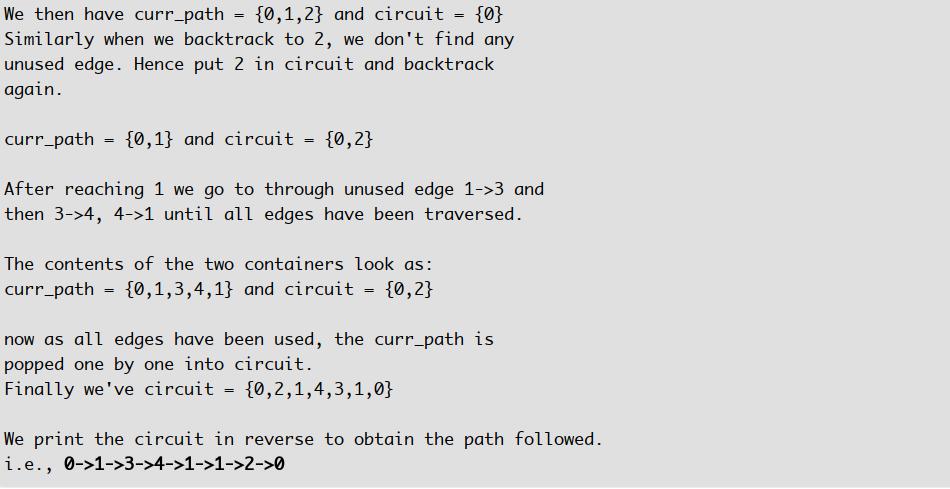 We then have curr_path = {0,1,2} and circuit = {0}
Similarly when we backtrack to 2, we don't find any
unused edge. Hence put 2 in circuit and backtrack
again.
curr_path = {0,1} and circuit = {0,2}
After reaching 1 we go to through unused edge 1->3 and
then 3->4, 4->1 until all edges have been traversed.
The contents of the two containers look as:
curr_path = {0,1,3,4,1} and circuit = {0,2}
now as all edges have been used, the curr_path is
popped one by one into circuit.
Finally we've circuit = {0,2,1,4,3,1,0}
We print the circuit in reverse to obtain the path followed.
i.e., 0->1->3->4->1->1->2->0